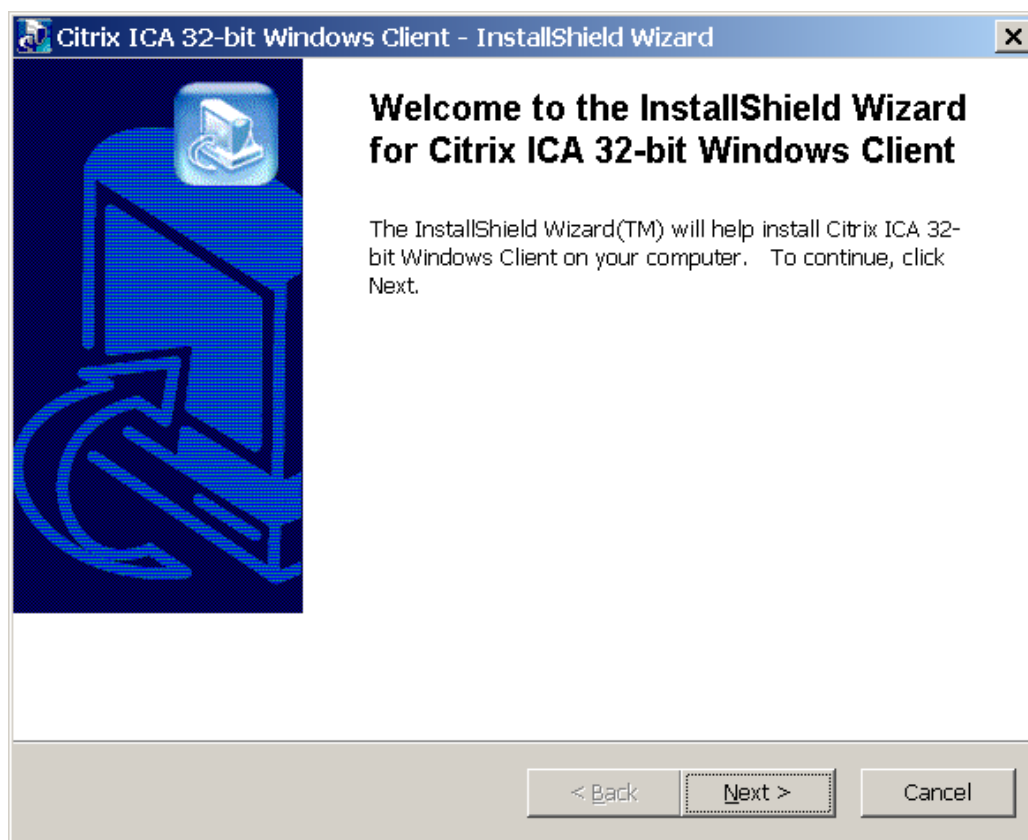 Citrix ICA 32-bit Windows Client - InstallShield Wizard
Welcome to the InstallShield Wizard
for Citrix ICA 32-bit Windows Client
The InstallShield Wizard(TM) will help install Citrix ICA 32-
bit Windows Client on your computer. To continue, click
Next.
< Back
Next >
Cancel